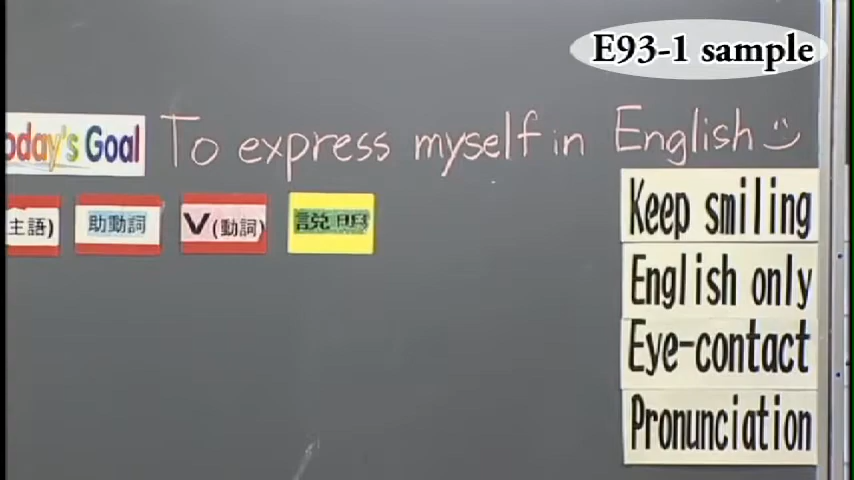 E93-1 sample
oday's Goal To express myself in English
主語) 助動詞 V(動詞) 説明
Keep smiling
English only
Eye-contact
Pronunciation